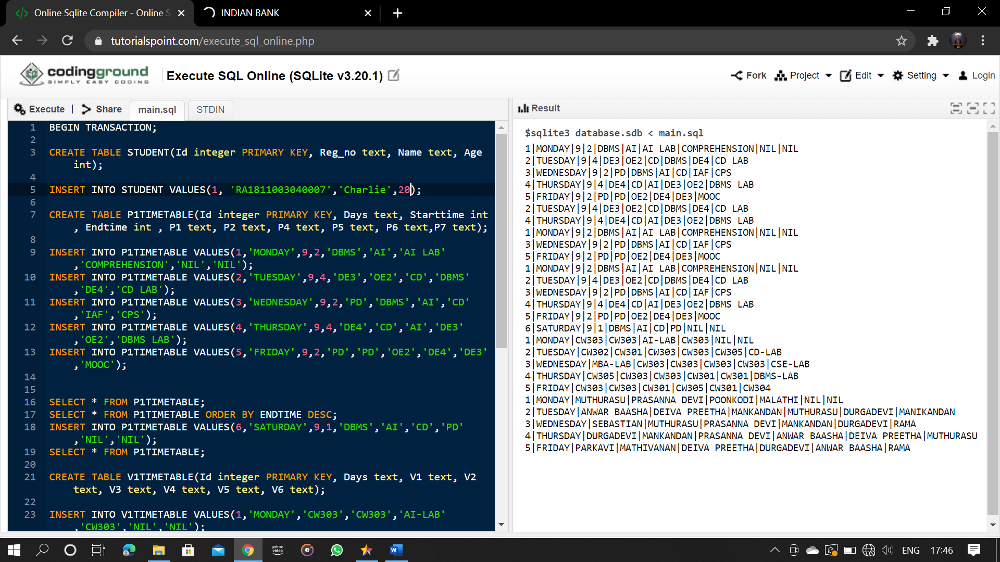 Online Sqlite Compiler - Online S
INDIAN BANK
tutorialspoint.com/execute_sql_online.php
codingground
SIMPLY EASY CODING
Execute SQL Online (SQLite v3.20.1)
Fork
Project
Edit
Setting
Login
Execute | Share
main.sql
STDIN
Result
1 BEGIN TRANSACTION;
2
3 CREATE TABLE STUDENT(Id integer PRIMARY KEY, Reg_no text, Name text, Age
int);
4
5 INSERT INTO STUDENT VALUES(1, 'RA1811003040007','Charlie',20);
6
7 CREATE TABLE P1TIMETABLE(Id integer PRIMARY KEY, Days text, Starttime int
, Endtime int , P1 text, P2 text, P4 text, P5 text, P6 text,P7 text);
8
9 INSERT INTO P1TIMETABLE VALUES(1,'MONDAY',9,2,'DBMS','AI','AI LAB'
,'COMPREHENSION','NIL','NIL');
10 INSERT INTO P1TIMETABLE VALUES(2,'TUESDAY',9,4,'DE3','OE2','CD','DBMS'
,'DE4','CD LAB');
11 INSERT INTO P1TIMETABLE VALUES(3,'WEDNESDAY',9,2,'PD','DBMS','AI','CD'
,'IAF','CPS');
12 INSERT INTO P1TIMETABLE VALUES(4,'THURSDAY',9,4,'DE4','CD','AI','DE3'
,'OE2','DBMS LAB');
13 INSERT INTO P1TIMETABLE VALUES(5,'FRIDAY',9,2,'PD','PD','OE2','DE4','DE3'
,'MOOC');
14
15
16 SELECT * FROM P1TIMETABLE;
17 SELECT * FROM P1TIMETABLE ORDER BY ENDTIME DESC;
18 INSERT INTO P1TIMETABLE VALUES(6,'SATURDAY',9,1,'DBMS','AI','CD','PD'
,'NIL','NIL');
19 SELECT * FROM P1TIMETABLE;
20
21 CREATE TABLE V1TIMETABLE(Id integer PRIMARY KEY, Days text, V1 text, V2
text, V3 text, V4 text, V5 text, V6 text);
22
23 INSERT INTO V1TIMETABLE VALUES(1,'MONDAY','CW303','CW303','AI-LAB'
,'CW303','NIL','NIL');
$sqlite3 database.sdb < main.sql
1|MONDAY|9|2|DBMS|AI|AI LAB|COMPREHENSION|NIL|NIL
2|TUESDAY|9|4|DE3|OE2|CD|DBMS|DE4|CD LAB
3|WEDNESDAY|9|2|PD|DBMS|AI|CD|IAF|CPS
4|THURSDAY|9|4|DE4|CD|AI|DE3|OE2|DBMS LAB
5|FRIDAY|9|2|PD|PD|OE2|DE4|DE3|MOOC
2|TUESDAY|9|4|DE3|OE2|CD|DBMS|DE4|CD LAB
4|THURSDAY|9|4|DE4|CD|AI|DE3|OE2|DBMS LAB
1|MONDAY|9|2|DBMS|AI|AI LAB|COMPREHENSION|NIL|NIL
3|WEDNESDAY|9|2|PD|DBMS|AI|CD|IAF|CPS
5|FRIDAY|9|2|PD|PD|OE2|DE4|DE3|MOOC
1|MONDAY|9|2|DBMS|AI|AI LAB|COMPREHENSION|NIL|NIL
2|TUESDAY|9|4|DE3|OE2|CD|DBMS|DE4|CD LAB
3|WEDNESDAY|9|2|PD|DBMS|AI|CD|IAF|CPS
4|THURSDAY|9|4|DE4|CD|AI|DE3|OE2|DBMS LAB
5|FRIDAY|9|2|PD|PD|OE2|DE4|DE3|MOOC
6|SATURDAY|9|1|DBMS|AI|CD|PD|NIL|NIL
1|MONDAY|CW303|CW303|AI-LAB|CW303|NIL|NIL
2|TUESDAY|CW302|CW301|CW303|CW303|CW305|CD-LAB
3|WEDNESDAY|MBA-LAB|CW303|CW303|CW303|CW303|CSE-LAB
4|THURSDAY|CW305|CW303|CW303|CW301|CW301|DBMS-LAB
5|FRIDAY|CW303|CW303|CW301|CW305|CW301|CW304
1|MONDAY|MUTHURASU|PRASANNA DEVI|POONKODI|MALATHI|NIL|NIL
2|TUESDAY|ANWAR BAASHA|DEIVA PREETHA|MANKANDAN|MUTHURASU|DURGADEVI|MANIKANDAN
3|WEDNESDAY|SEBASTIAN|MUTHURASU|PRASANNA DEVI|MANKANDAN|DURGADEVI|RAMA
4|THURSDAY|DURGADEVI|MANKANDAN|PRASANNA DEVI|ANWAR BAASHA|DEIVA PREETHA|MUTHURASU
5|FRIDAY|PARKAVI|MATHIVANAN|DEIVA PREETHA|DURGADEVI|ANWAR BAASHA|RAMA
prime
video
ENG
17:46